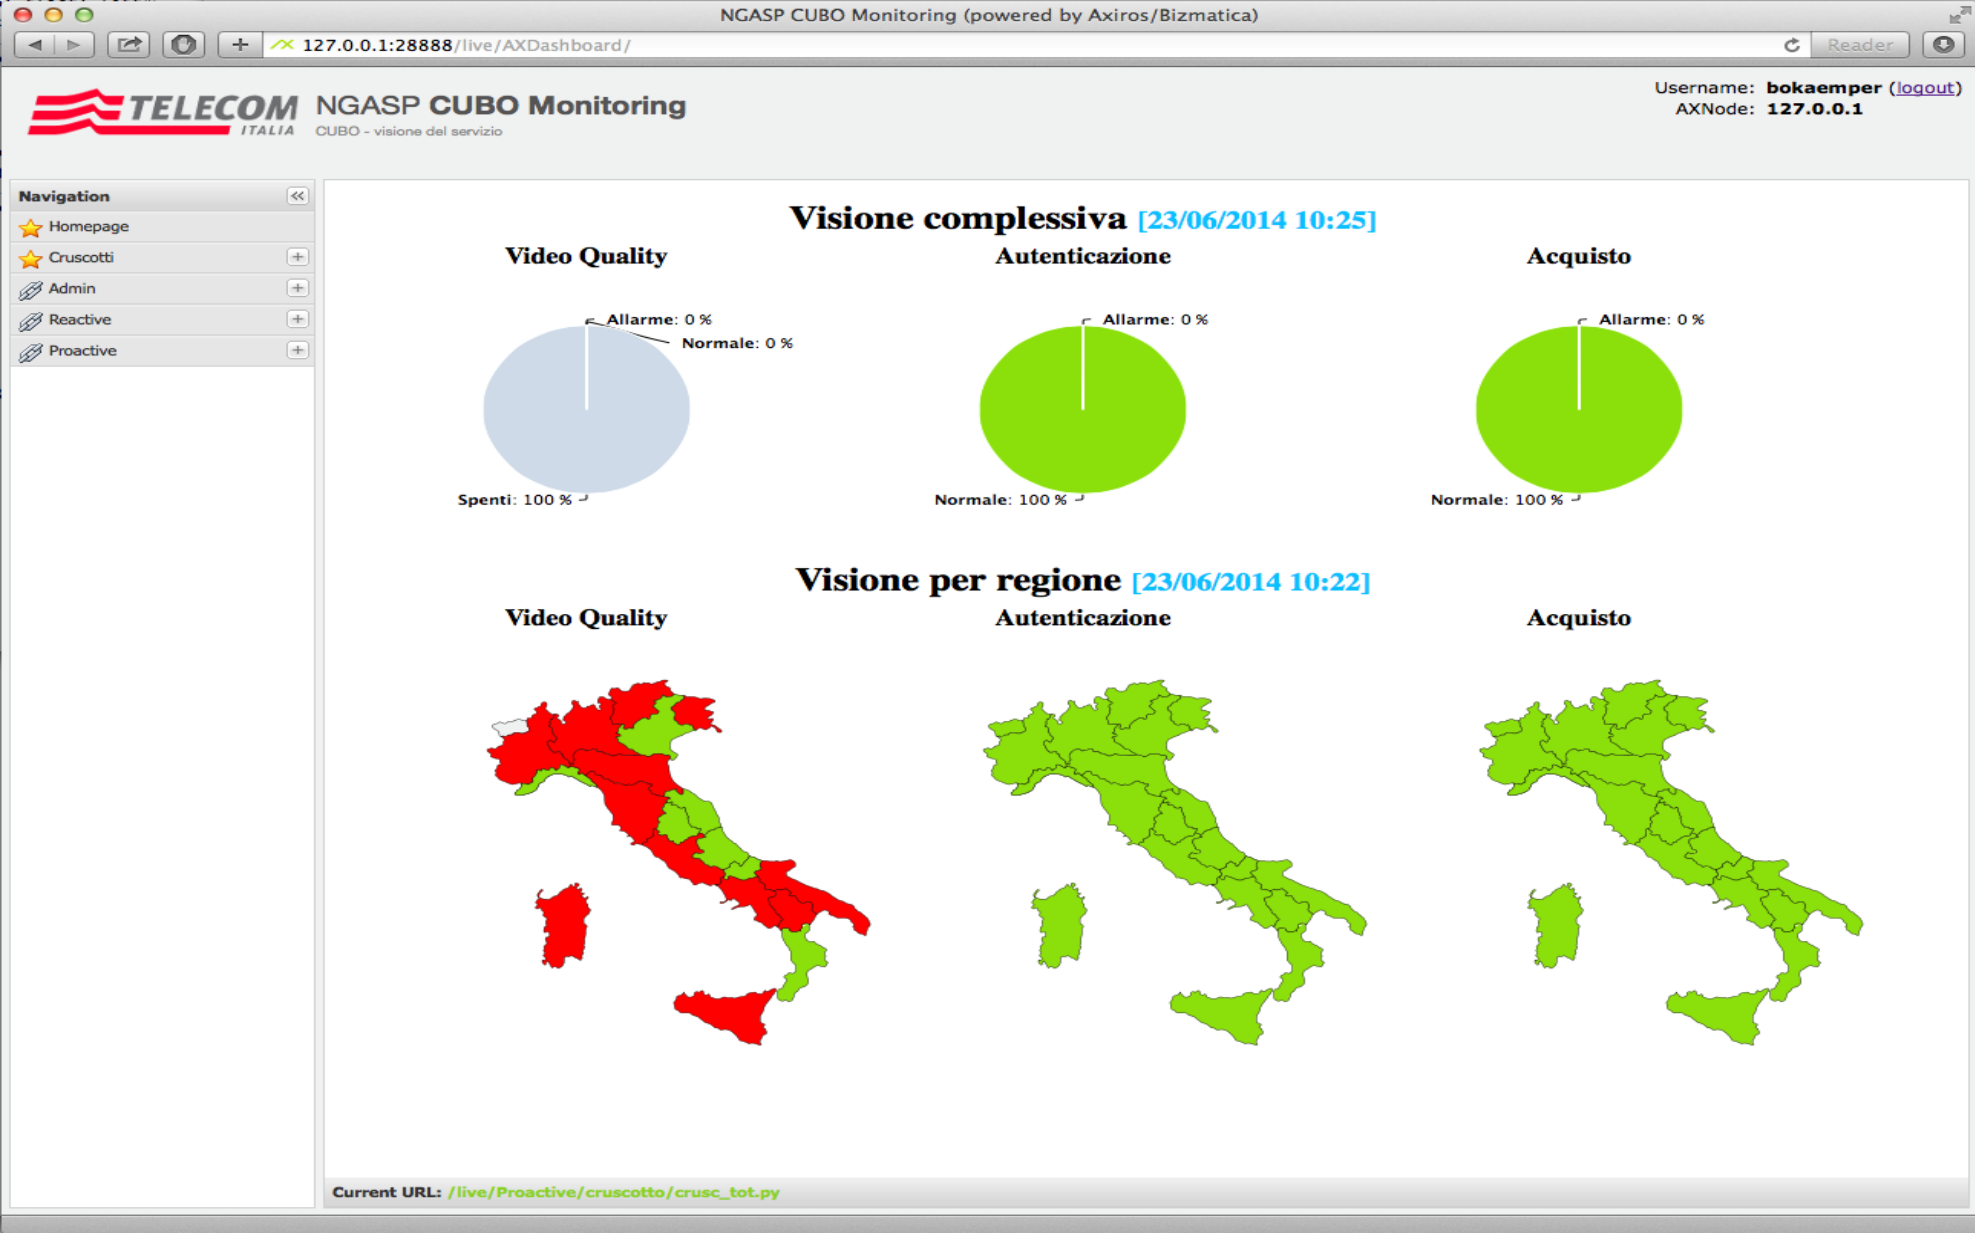 NGASP CUBO Monitoring (powered by Axiros/Bizmatica)
127.0.0.1:28888/live/AXDashboard/
Reader
TELECOM
ITALIA
NGASP CUBO Monitoring
CUBO - visione del servizio
Username: bokaemper (logout)
AXNode: 127.0.0.1
Navigation
Homepage
Cruscotti
Admin
Reactive
Proactive
Visione complessiva [23/06/2014 10:25]
Video Quality
Allarme: 0 %
Normale: 0 %
Spenti: 100 %
Autenticazione
Allarme: 0 %
Normale: 100 %
Acquisto
Allarme: 0 %
Normale: 100 %
Visione per regione [23/06/2014 10:22]
Video Quality
Autenticazione
Acquisto
Current URL: /live/Proactive/cruscotto/crusc_tot.py